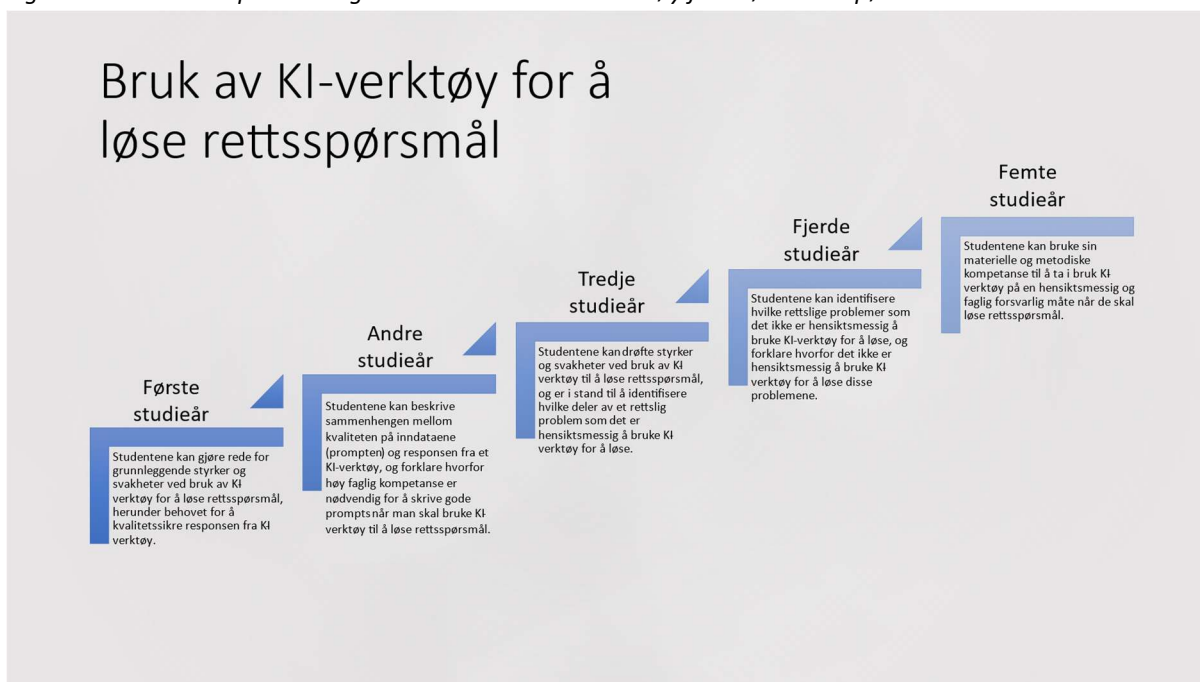 Bruk av KI-verktøy for å
løse rettsspørsmål
Første
studieår
Studentene kan gjøre rede for
grunnleggende styrker og
svakheter ved bruk av KI-
verktøy for å løse rettsspørsmål,
herunder behovet for å
kvalitetssikre responsen fra KI-
verktøy.
Andre
studieår
Studentene kan beskrive
sammenhengen mellom
kvaliteten på inndataene
(prompten) og responsen fra et
KI-verktøy, og forklare hvorfor
høy faglig kompetanse er
nødvendig for å skrive gode
prompts når man skal bruke KI-
verktøy til å løse rettsspørsmål.
Tredje
studieår
Studentene kan drøfte styrker
og svakheter ved bruk av KI-
verktøy til å løse rettsspørsmål,
og er i stand til å identifisere
hvilke deler av et rettslig
problem som det er
hensiktsmessig å bruke KI-
verktøy for å løse.
Fjerde
studieår
Studentene kan identifisere
hvilke rettslige problemer som
det ikke er hensiktsmessig å
bruke KI-verktøy for å løse, og
forklare hvorfor det ikke er
hensiktsmessig å bruke KI-
verktøy for å løse disse
problemene.
Femte
studieår
Studentene kan bruke sin
materielle og metodiske
kompetanse til å ta i bruk KI-
verktøy på en hensiktsmessig og
faglig forsvarlig måte når de skal
løse rettsspørsmål.